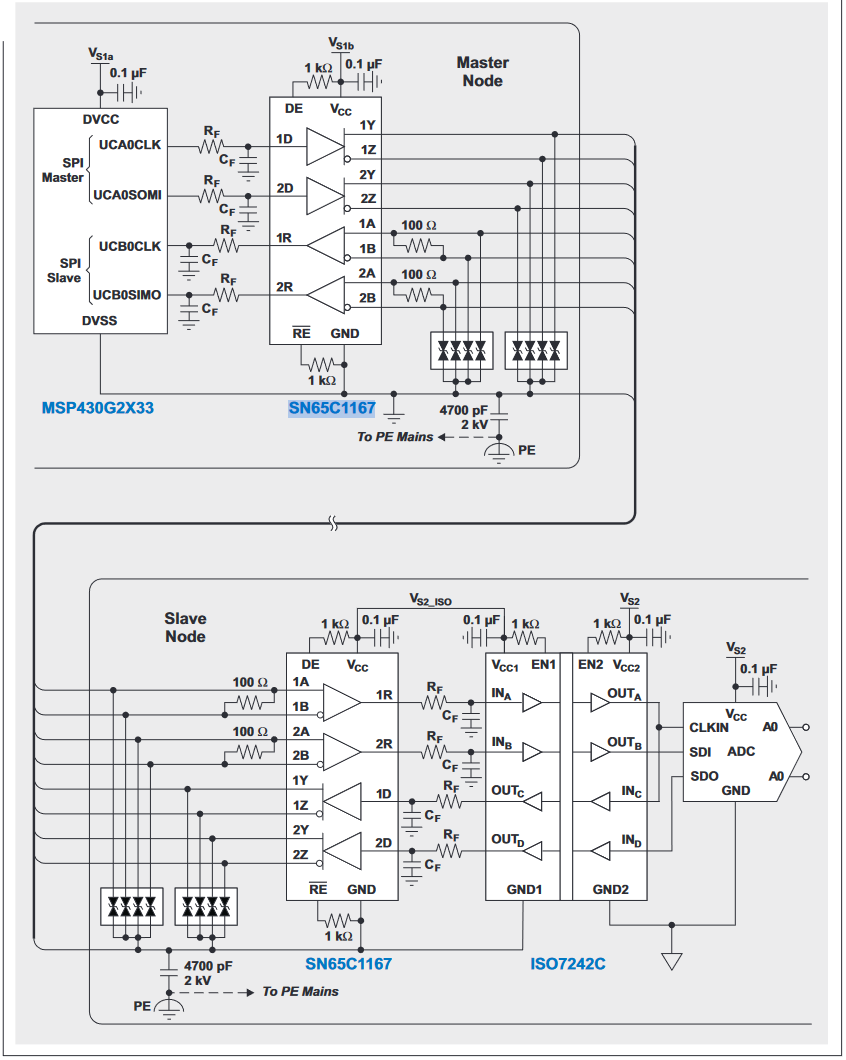 VS1a
0.1 µF
VS1b
1 kΩ
0.1 µF
Master
Node
DVCC
DE
VCC
UCA0CLK
RF
CF
1D
1Y
1Z
SPI
Master
UCA0SOMI
RF
CF
2D
2Y
2Z
UCB0CLK
CF
RF
1R
1A
100 Ω
1B
SPI
Slave
UCB0SIMO
CF
RF
2R
2A
100 Ω
2B
DVSS
RE
GND
1 kΩ
MSP430G2X33
SN65C1167
4700 pF
2 kV
To PE Mains
PE
Slave
Node
VS2_ISO
1 kΩ
0.1 µF
0.1 µF
1 kΩ
VS2
1 kΩ
0.1 µF
VS2
0.1 µF
DE
VCC
VCC1
EN1
EN2
VCC2
100 Ω
1A
1B
1R
RF
CF
INA
OUTA
VCC
CLKIN
A0
100 Ω
2A
2B
2R
RF
CF
INB
OUTB
SDI
ADC
1Y
1Z
1D
CF
RF
OUTC
INC
SDO
A0
GND
2Y
2Z
2D
CF
RF
OUTD
IND
RE
GND
GND1
GND2
1 kΩ
SN65C1167
ISO7242C
4700 pF
2 kV
PE
To PE Mains